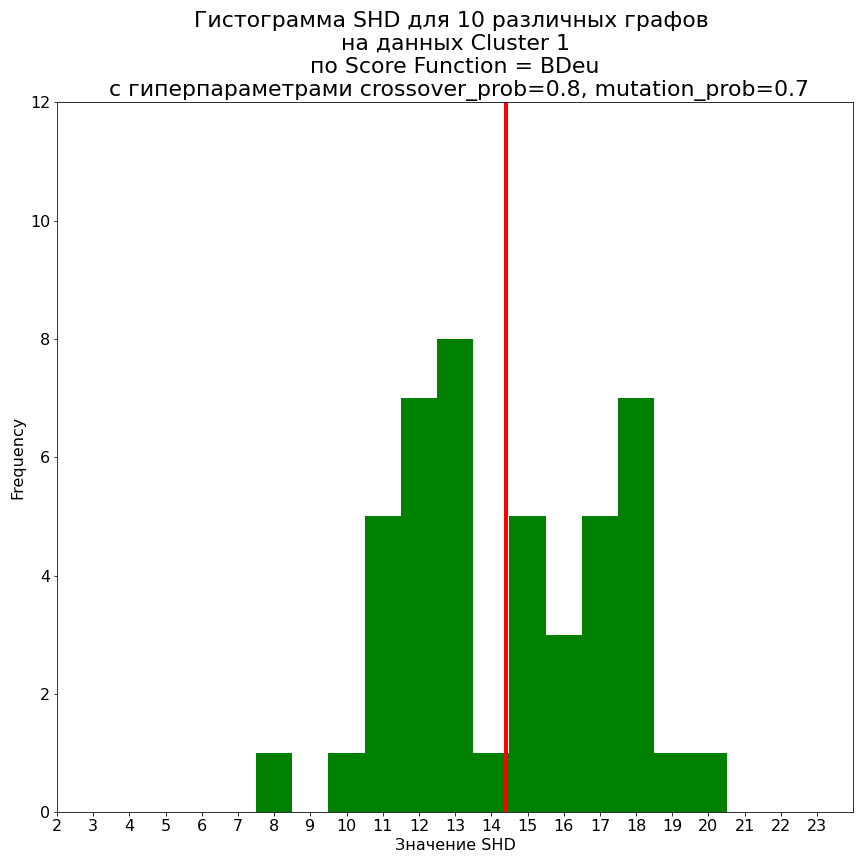 Гистограмма SHD для 10 различных графов
на данных Cluster 1
по Score Function = BDeu
с гиперпараметрами crossover_prob=0.8, mutation_prob=0.7
12
10
8
6
4
2
0
Frequency
2 3 4 5 6 7 8 9 10 11 12 13 14 15 16 17 18 19 20 21 22 23
Значение SHD